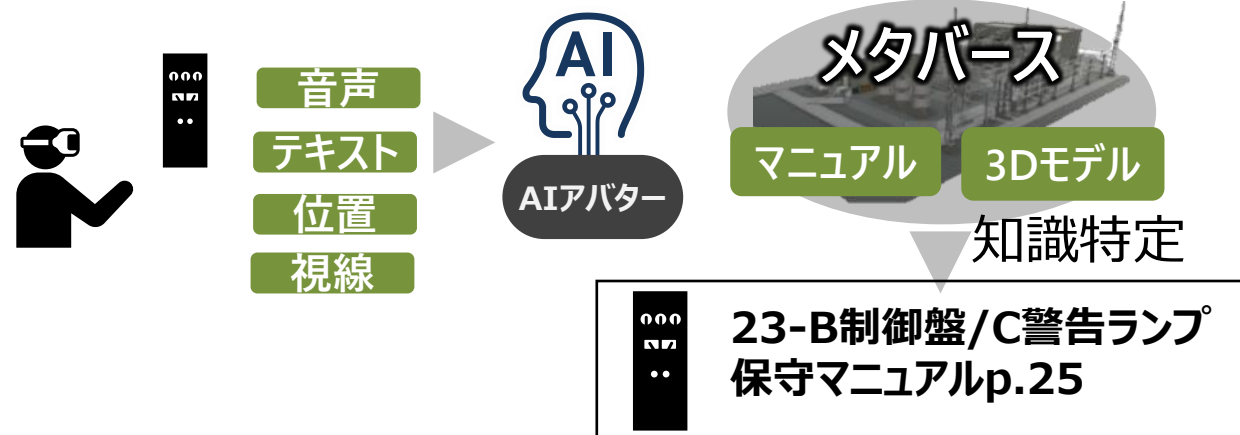 音声
テキスト
位置
視線
AI
AIアバター
メタバース
マニュアル
3Dモデル
知識特定
23-B制御盤/C警告ランプ
保守マニュアルp.25